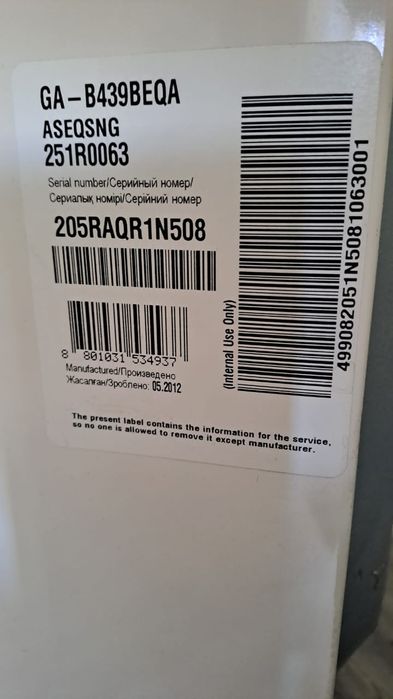 GA-B439BEQA
ASEQSNG
251R0063
Serial number/Серийный номер/
Сериалық номірі/Серійний номер
205RAQR1N508
8 801031 534937
Manufactured/Произведено
Жасалған/Зроблено: 05.2012
(Internal Use Only)
499082051N5081063001
The present label contains the information for the service,
so no one is allowed to remove it except manufacturer.